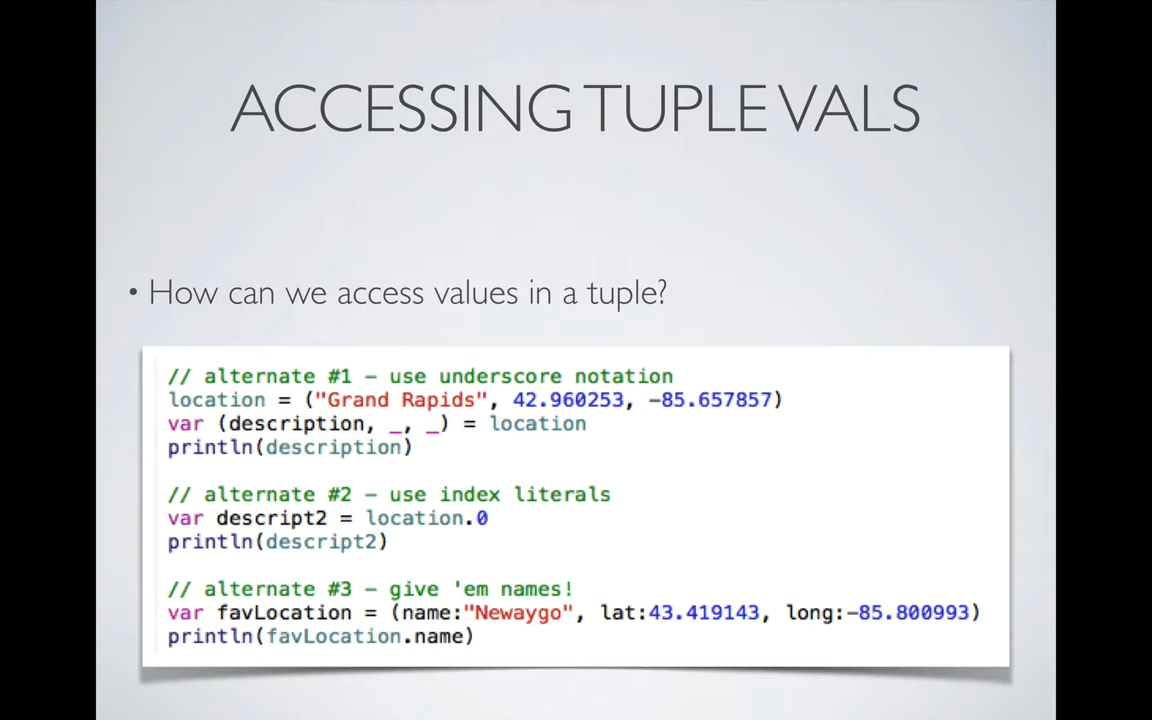 ACCESSING TUPLE VALS
• How can we access values in a tuple?
// alternate #1 – use underscore notation
location = ("Grand Rapids", 42.960253, -85.657857)
var (description, _, _) = location
println(description)
// alternate #2 – use index literals
var descript2 = location.0
println(descript2)
// alternate #3 – give 'em names!
var favLocation = (name:"Newaygo", lat:43.419143, long:-85.800993)
println(favLocation.name)